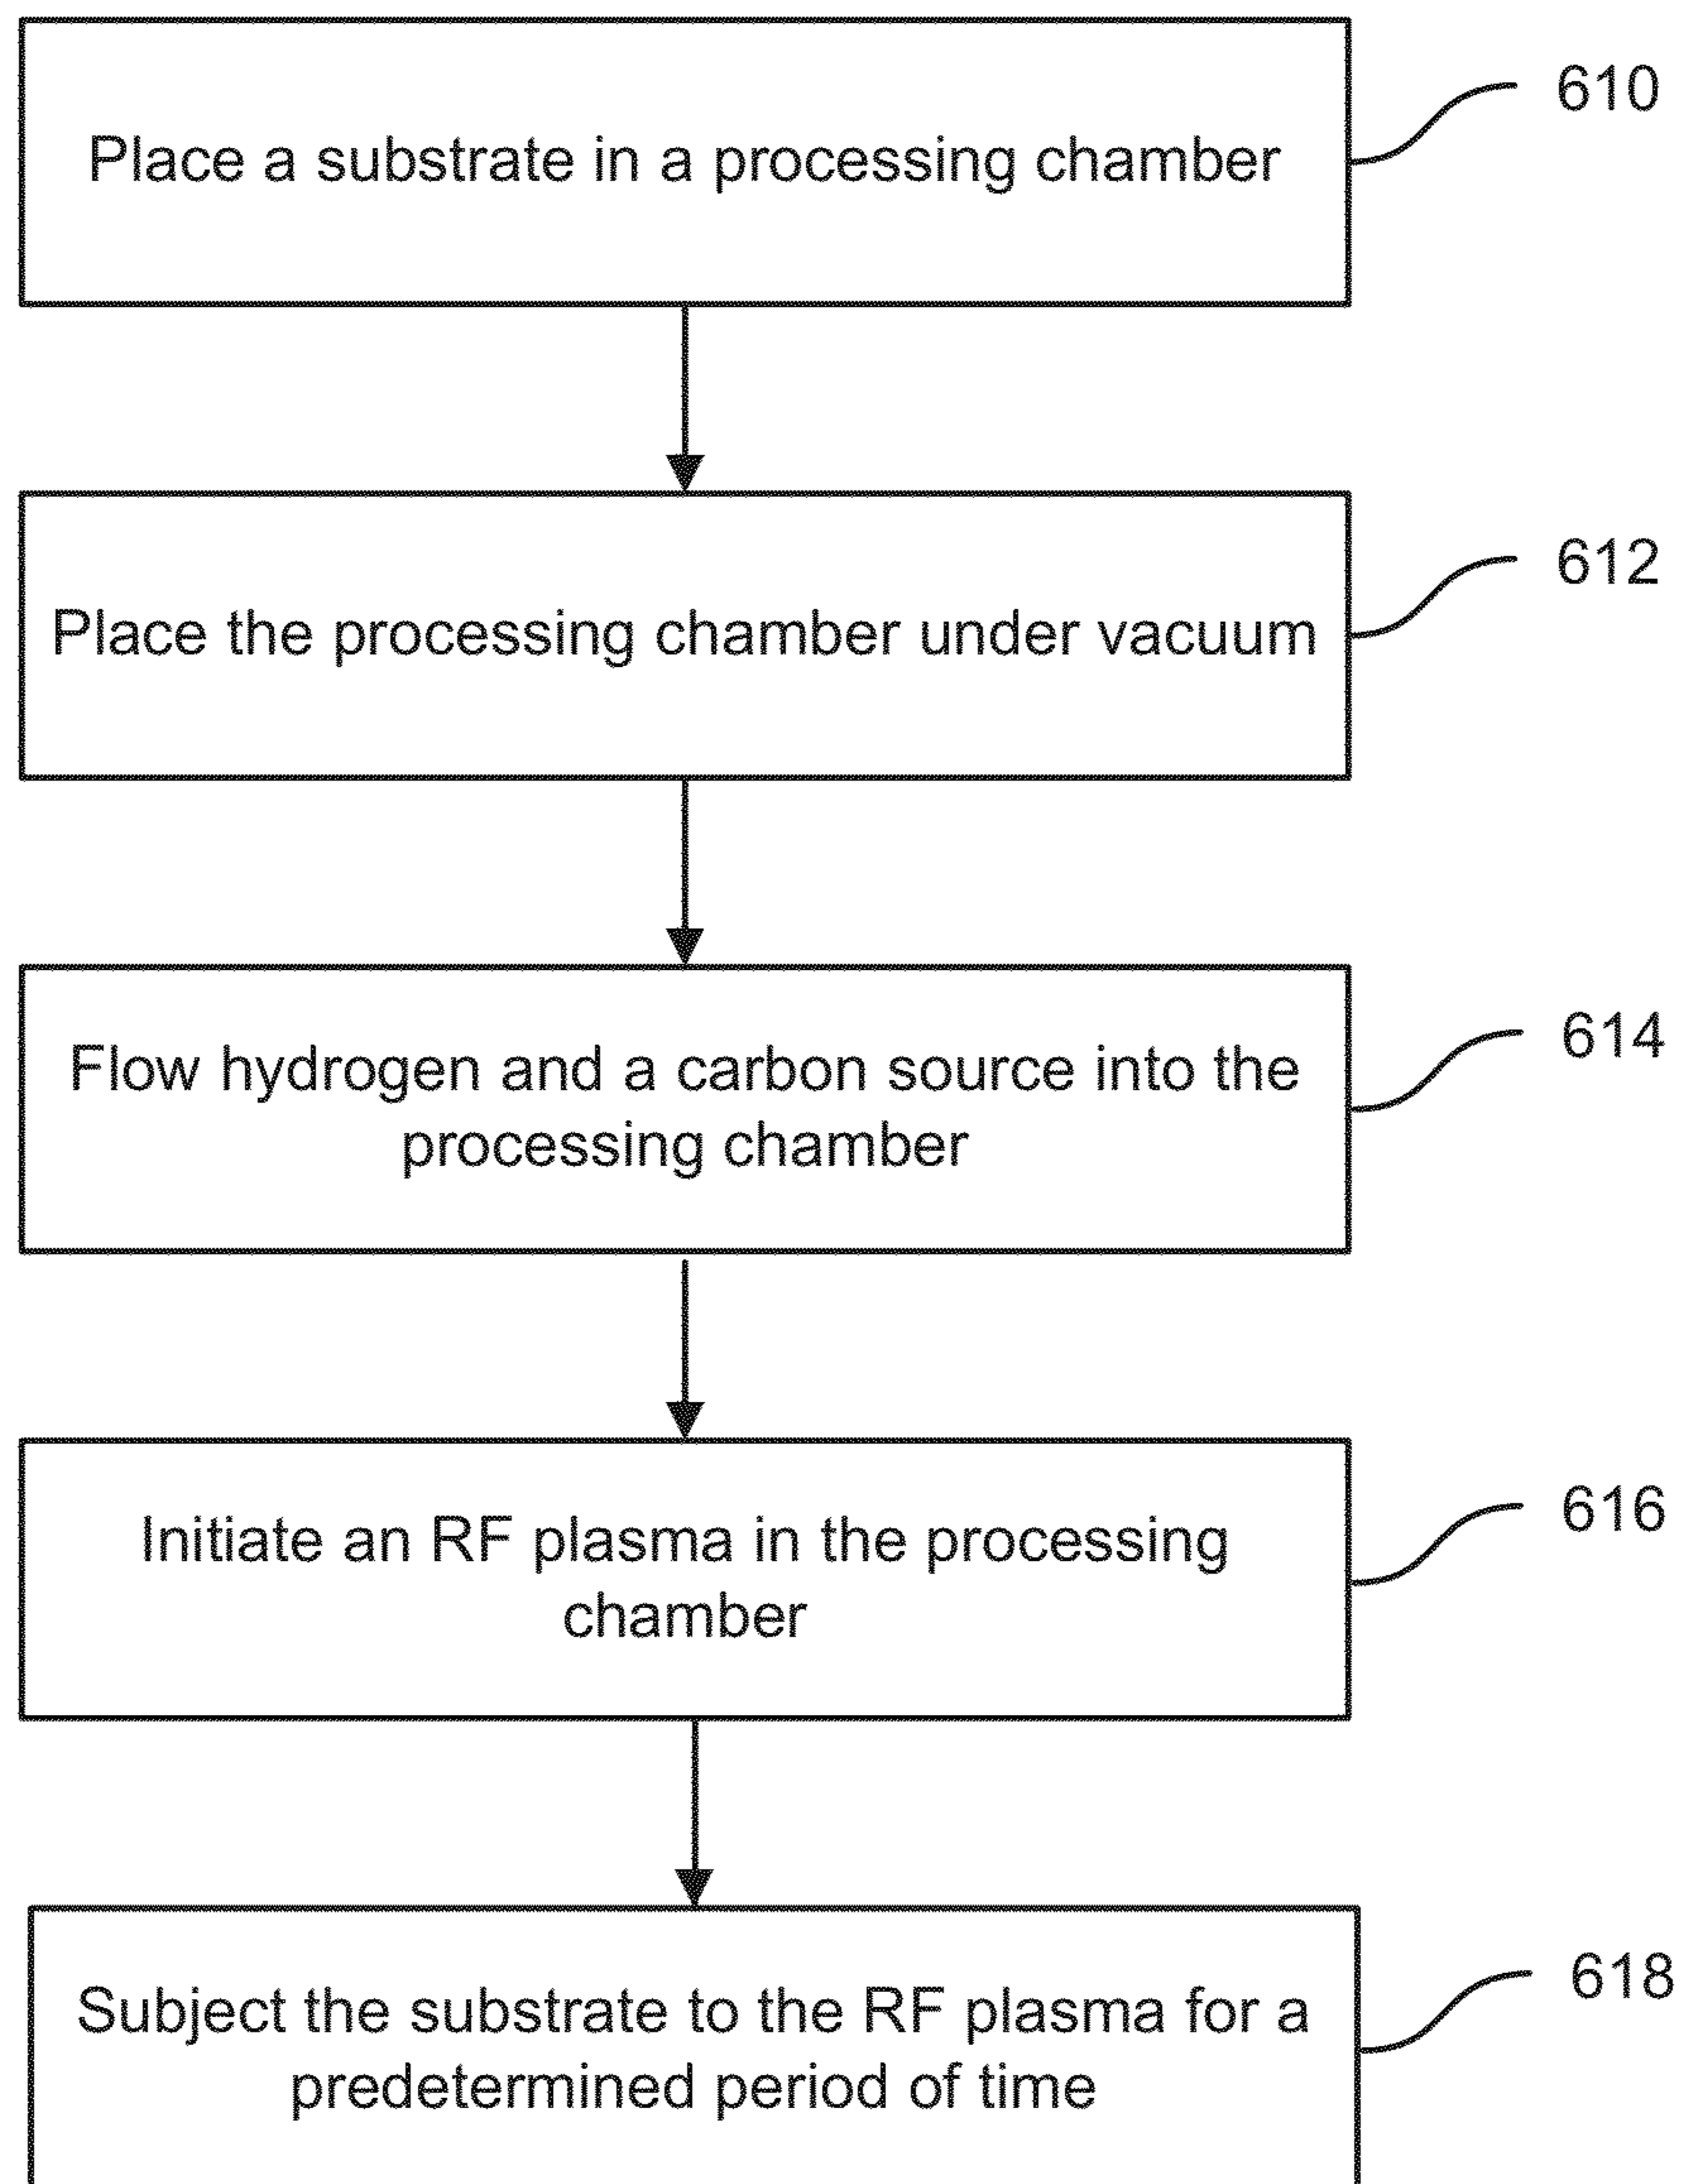 Place a substrate in a processing chamber
610
Place the processing chamber under vacuum
612
Flow hydrogen and a carbon source into the
processing chamber
614
Initiate an RF plasma in the processing
chamber
616
Subject the substrate to the RF plasma for a
predetermined period of time
618